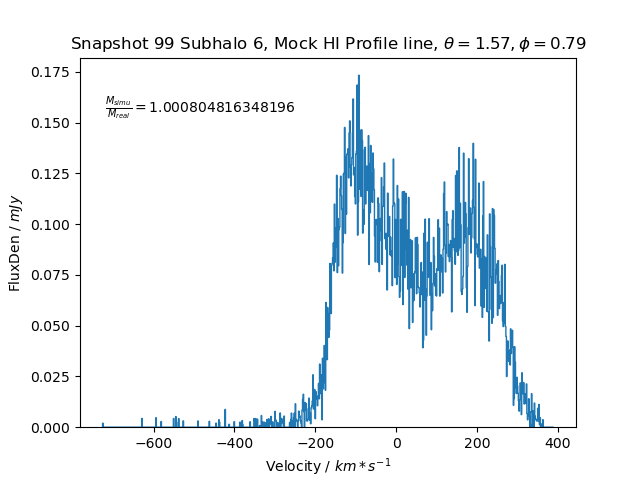 Snapshot 99 Subhalo 6, Mock HI Profile line, θ = 1.57, ϕ = 0.79
M_simu/M_real = 1.000804816348196
FluxDen / mJy
0.175
0.150
0.125
0.100
0.075
0.050
0.025
0.000
−600 −400 −200 0 200 400
Velocity / km * s⁻¹